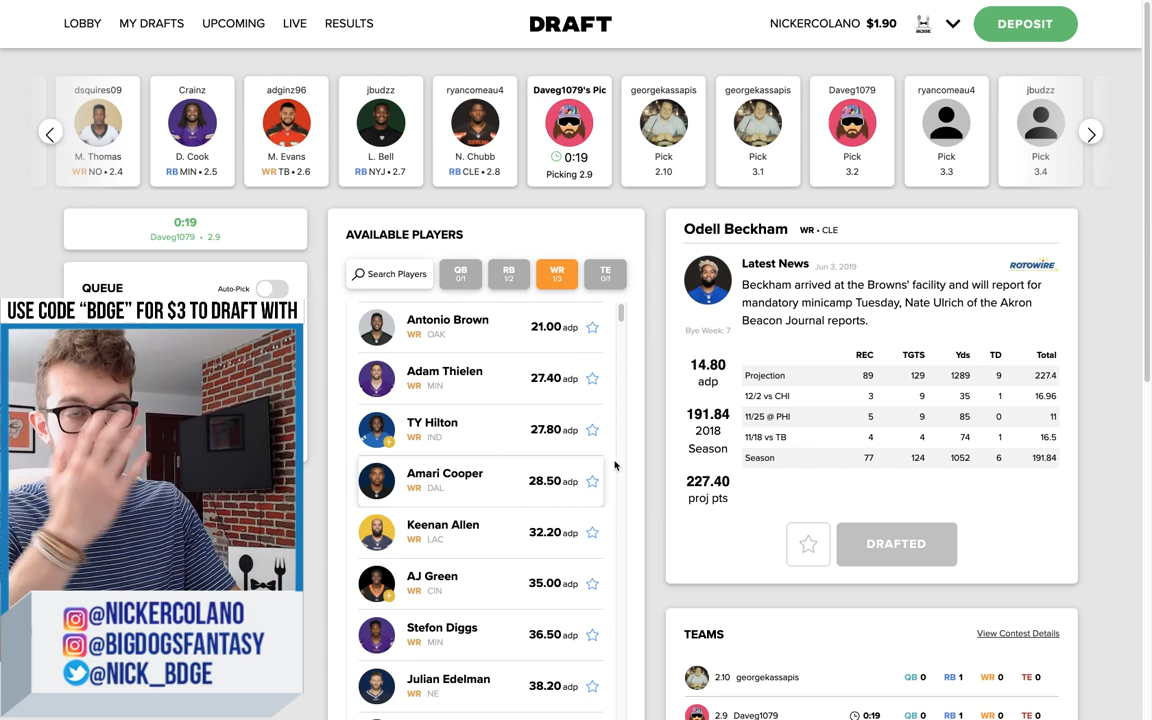 LOBBY MY DRAFTS UPCOMING LIVE RESULTS DRAFT NICKERCOLANO $1.90 BDGE DEPOSIT
dsquires09 Crainz adginz96 jbudzz ryancomeau4 Daveg1079's Pic georgekassapis georgekassapis Daveg1079 ryancomeau4 jbudzz
0:19
M. Thomas D. Cook M. Evans L. Bell N. Chubb Picking 2.9 Pick Pick Pick Pick Pick
WR NO • 2.4 RB MIN • 2.5 WR TB • 2.6 RB NYJ • 2.7 RB CLE • 2.8 2.10 3.1 3.2 3.3 3.4
0:19
Daveg1079 • 2.9
QUEUE Auto-Pick
USE CODE "BDGE" FOR $3 TO DRAFT WITH
@NICKERCOLANO
@BIGDOGSFANTASY
@NICK_BDGE
AVAILABLE PLAYERS
Search Players QB 0/1 RB 1/2 WR 1/3 TE 0/1
Antonio Brown 21.00 adp
WR OAK
Adam Thielen 27.40 adp
WR MIN
TY Hilton 27.80 adp
WR IND
Amari Cooper 28.50 adp
WR DAL
Keenan Allen 32.20 adp
WR LAC
AJ Green 35.00 adp
WR CIN
Stefon Diggs 36.50 adp
WR MIN
Julian Edelman 38.20 adp
WR NE
Odell Beckham WR • CLE
Latest News Jun 3, 2019 ROTOWIRE
Beckham arrived at the Browns' facility and will report for
mandatory minicamp Tuesday, Nate Ulrich of the Akron
Beacon Journal reports.
Bye Week: 7
14.80
adp
191.84
2018
Season
227.40
proj pts
REC TGTS Yds TD Total
Projection 89 129 1289 9 227.4
12/2 vs CHI 3 9 35 1 16.96
11/25 @ PHI 5 9 85 0 11
11/18 vs TB 4 4 74 1 16.5
Season 77 124 1052 6 191.84
DRAFTED
TEAMS View Contest Details
2.10 georgekassapis QB 0 RB 1 WR 0 TE 0
2.9 Daveg1079 0:19 QB 0 RB 1 WR 0 TE 0